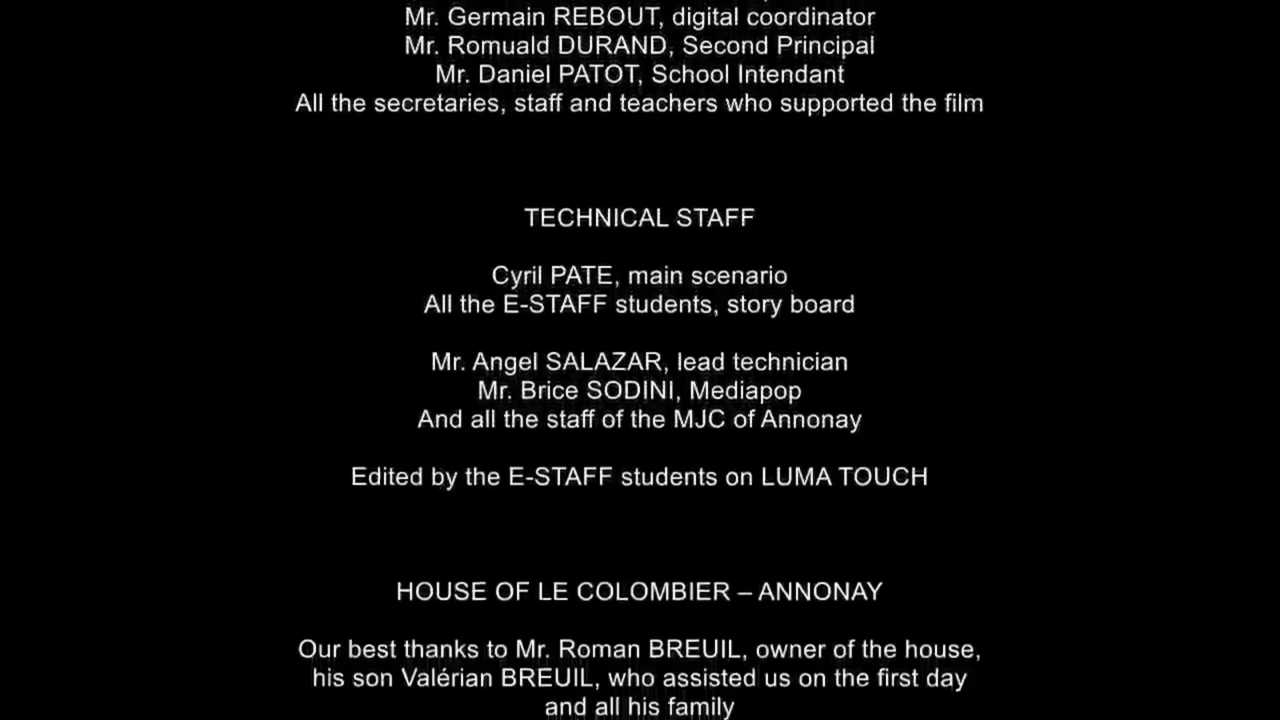 Mr. Germain REBOUT, digital coordinator
Mr. Romuald DURAND, Second Principal
Mr. Daniel PATOT, School Intendant
All the secretaries, staff and teachers who supported the film
TECHNICAL STAFF
Cyril PATE, main scenario
All the E-STAFF students, story board
Mr. Angel SALAZAR, lead technician
Mr. Brice SODINI, Mediapop
And all the staff of the MJC of Annonay
Edited by the E-STAFF students on LUMA TOUCH
HOUSE OF LE COLOMBIER – ANNONAY
Our best thanks to Mr. Roman BREUIL, owner of the house,
his son Valérian BREUIL, who assisted us on the first day
and all his family